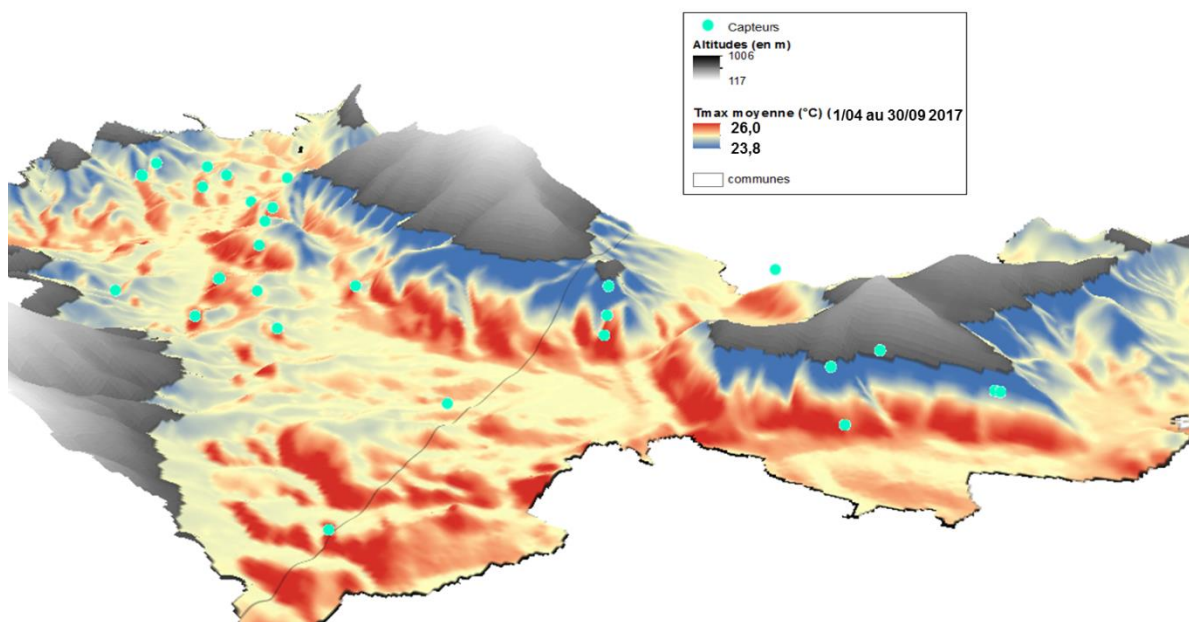 Capteurs
Altitudes (en m)
1006
117
Tmax moyenne (°C) (1/04 au 30/09 2017
26,0
23,8
communes